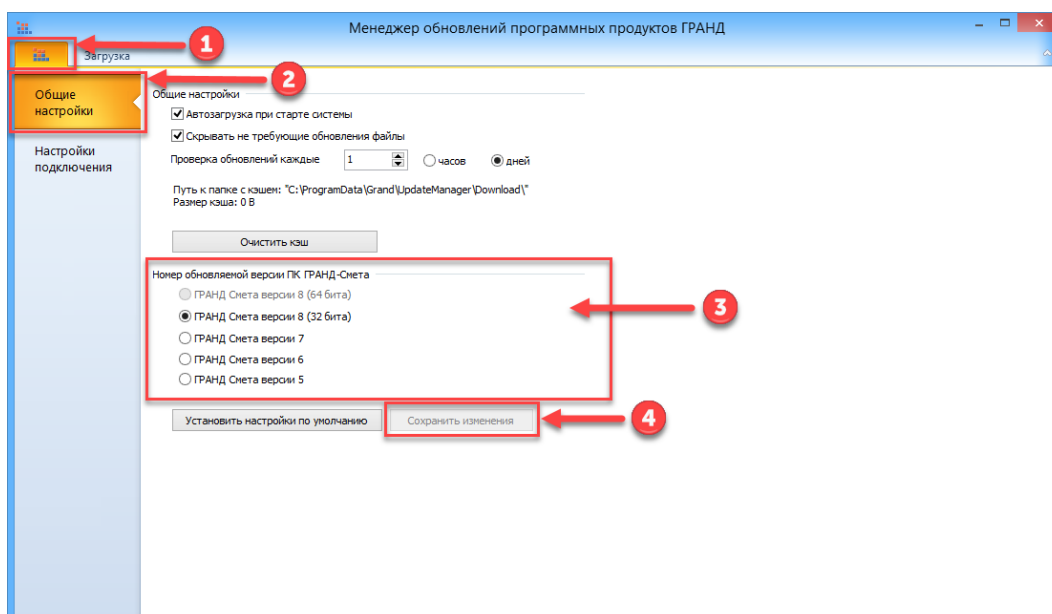 Менеджер обновлений программных продуктов ГРАНД
1
Загрузка
2
Общие
настройки
Настройки
подключения
Общие настройки
Автозагрузка при старте системы
Скрывать не требующие обновления файлы
Проверка обновлений каждые 1 часов дней
Путь к папке с кэшем: "C:\ProgramData\Grand\UpdateManager\Download\"
Размер кэша: 0 B
Очистить кэш
Номер обновляемой версии ПК ГРАНД-Смета
ГРАНД Смета версии 8 (64 бита)
3
ГРАНД Смета версии 8 (32 бита)
ГРАНД Смета версии 7
ГРАНД Смета версии 6
ГРАНД Смета версии 5
Установить настройки по умолчанию Сохранить изменения 4